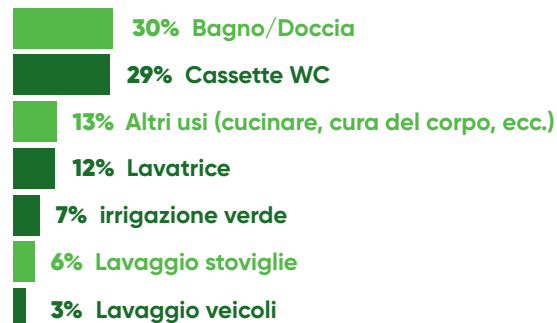 30% Bagno/Doccia
29% Cassette WC
13% Altri usi (cucinare, cura del corpo, ecc.)
12% Lavatrice
7% irrigazione verde
6% Lavaggio stoviglie
3% Lavaggio veicoli